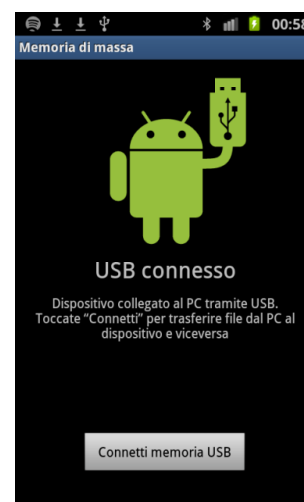 00:58
Memoria di massa
USB connesso
Dispositivo collegato al PC tramite USB.
Toccate “Connetti” per trasferire file dal PC al
dispositivo e viceversa
Connetti memoria USB